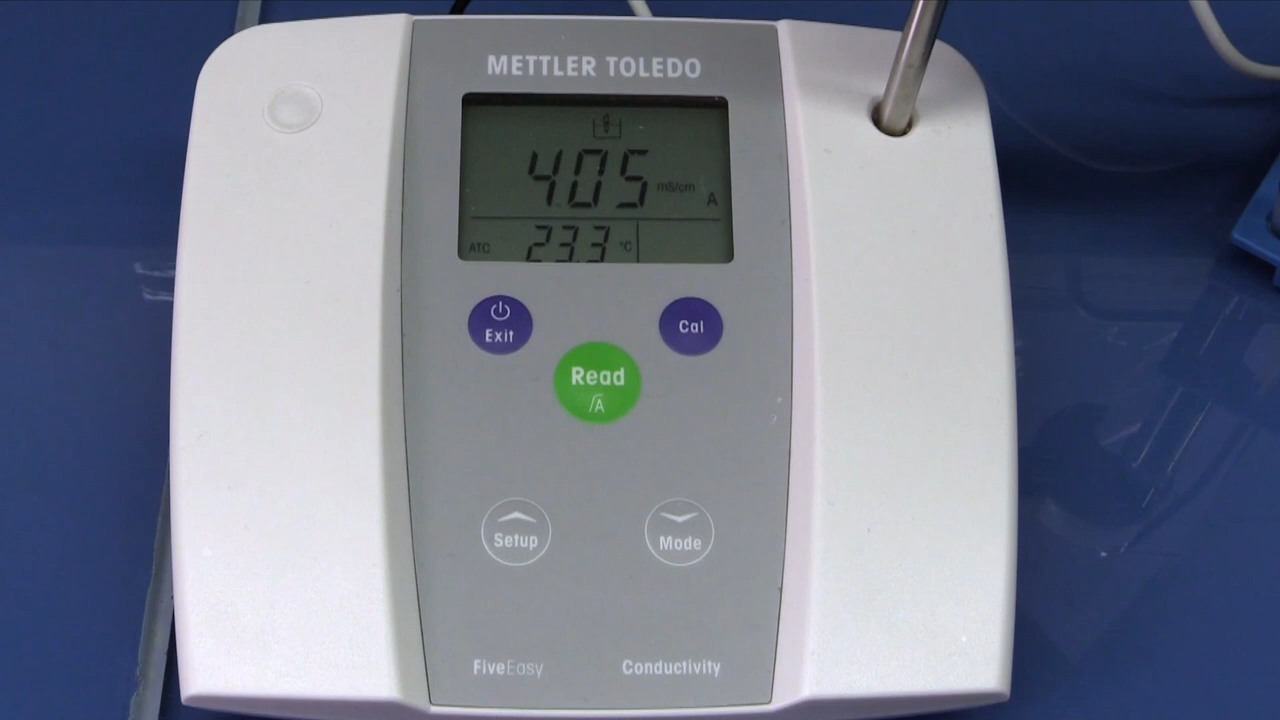 METTLER TOLEDO
4.05 mS/cm A
ATC 23.3 °C
Exit
Cal
Read
A
Setup
Mode
FiveEasy
Conductivity